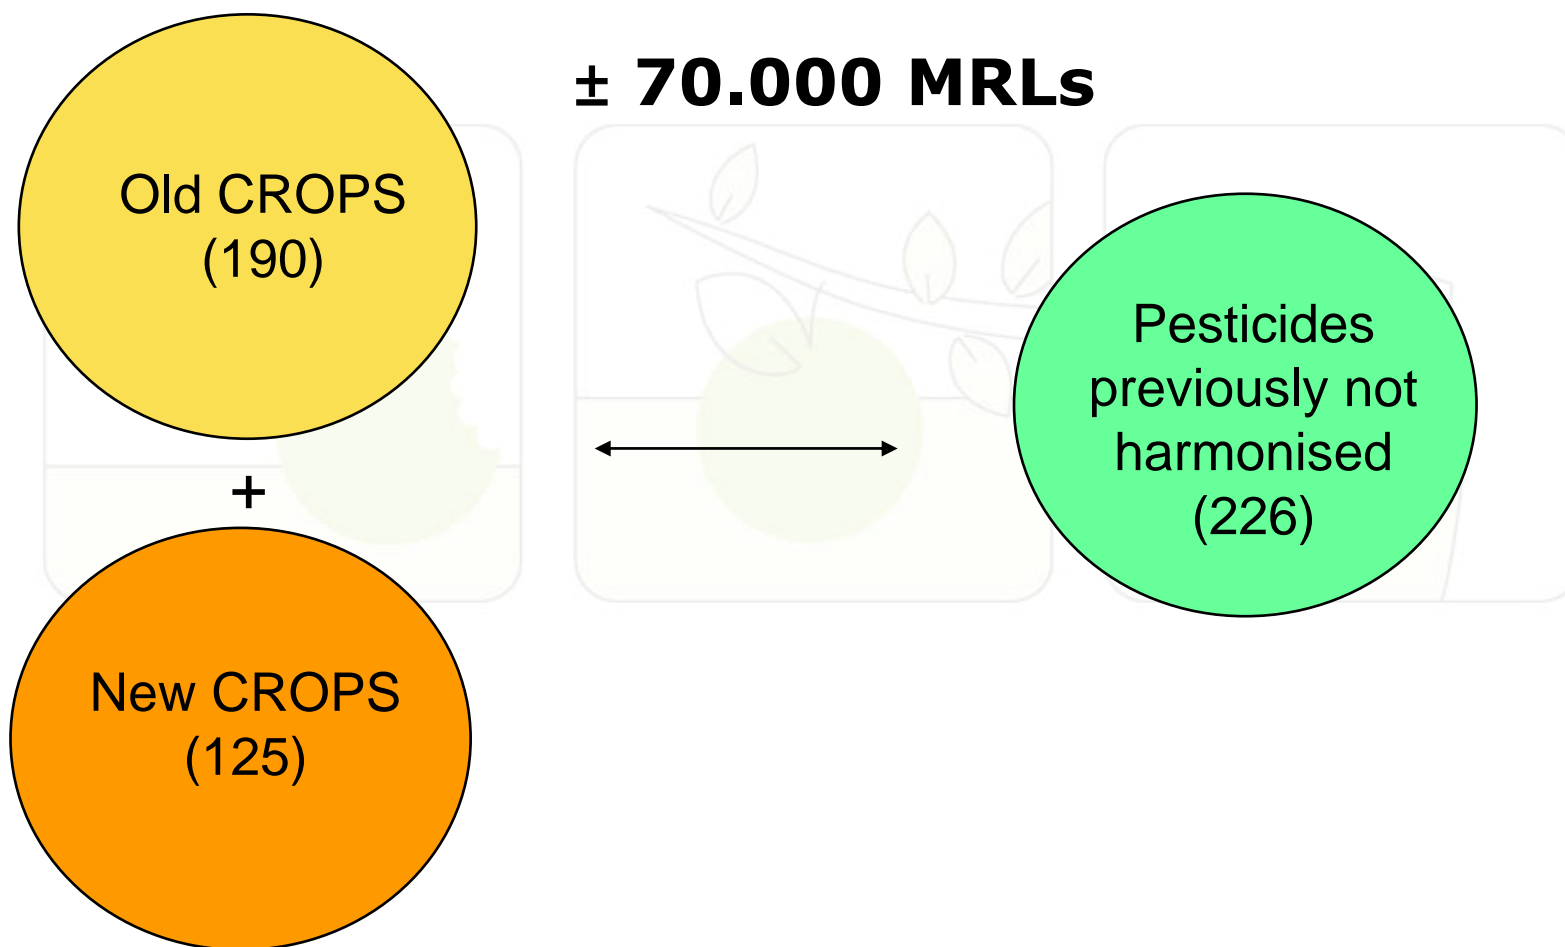 ± 70.000 MRLs
Old CROPS
(190)
+
New CROPS
(125)
Pesticides
previously not
harmonised
(226)